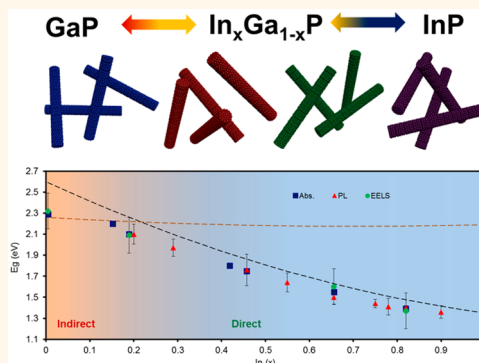 GaP InₓGa₁₋ₓP InP
2.7
2.5
2.3
2.1
1.9
1.7
1.5
1.3
1.1
Eg (eV)
Abs. PL EELS
Indirect Direct
0 0.1 0.2 0.3 0.4 0.5 0.6 0.7 0.8 0.9
In (x)